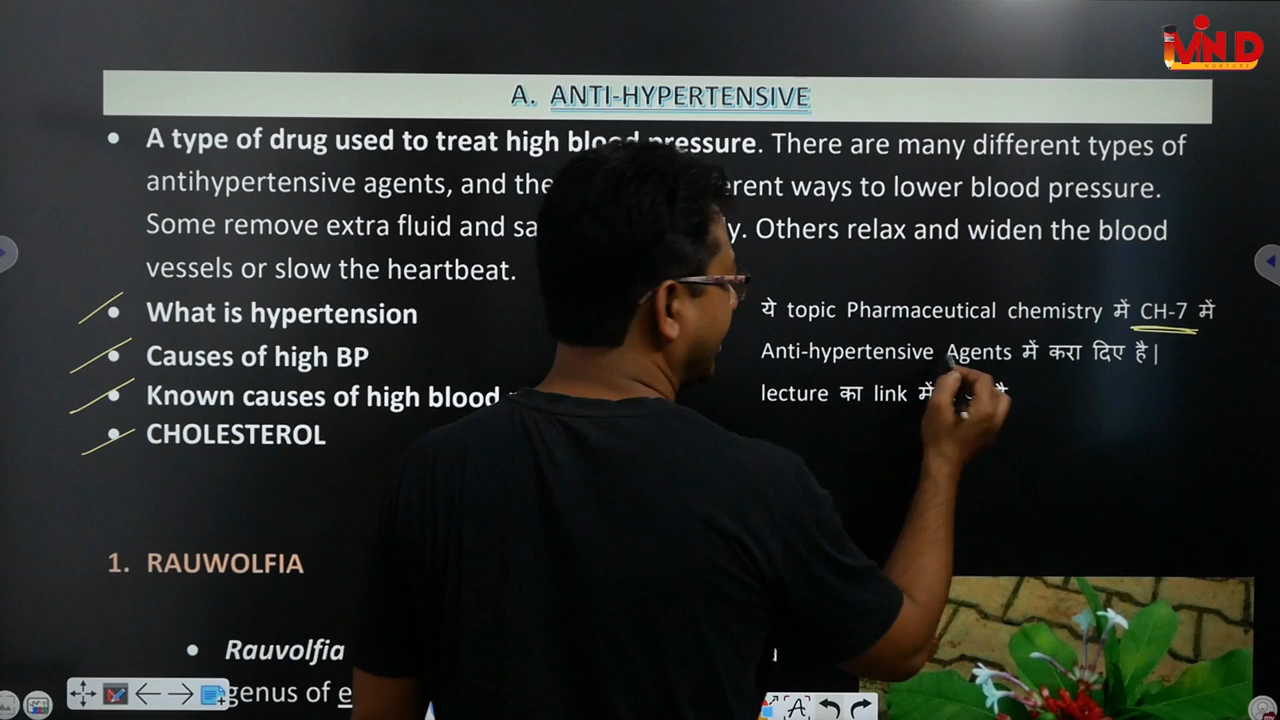 MIND
NURTURE
A. ANTI-HYPERTENSIVE
• A type of drug used to treat high blood pressure. There are many different types of
antihypertensive agents, and the ways to lower blood pressure.
Some remove extra fluid and Others relax and widen the blood
vessels or slow the heartbeat.
• What is hypertension
• Causes of high BP
• Known causes of high blood
• CHOLESTEROL
ये topic Pharmaceutical chemistry में CH-7 में
Anti-hypertensive Agents में करा दिए है|
lecture का link में
1. RAUWOLFIA
• Rauvolfia
genus of